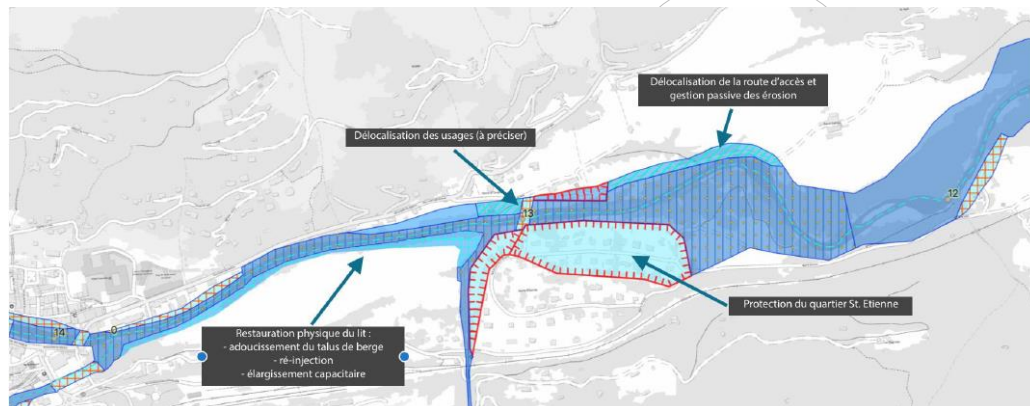 Délocalisation de la route d'accès et
gestion passive des érosion
Délocalisation des usages (à préciser)
13
12
Protection du quartier St. Etienne
14
0
Restauration physique du lit :
- adoucissement du talus de berge
- ré-injection
- élargissement capacitaire